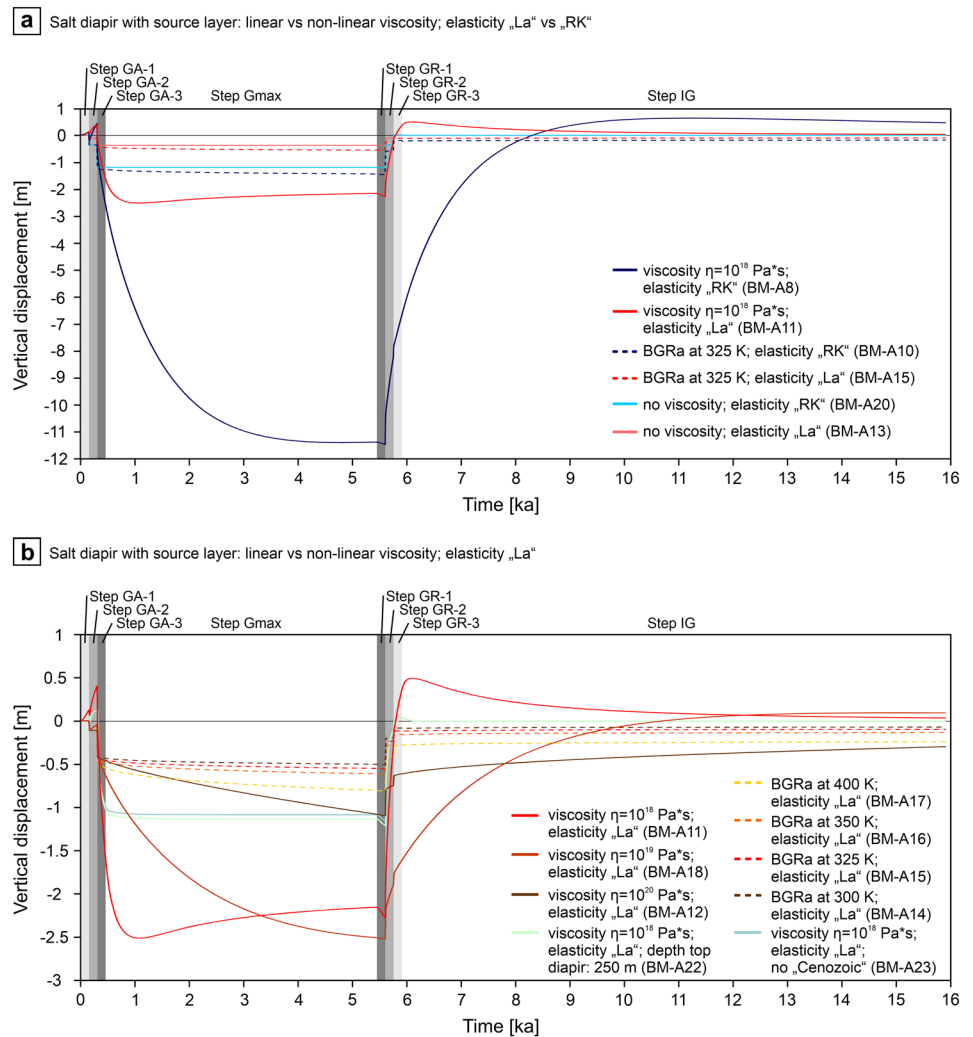 a Salt diapir with source layer: linear vs non-linear viscosity; elasticity „La“ vs „RK“
Step GA-1
Step GA-2
Step GA-3
Step Gmax
Step GR-1
Step GR-2
Step GR-3
Step IG
Vertical displacement [m]
1
0
-1
-2
-3
-4
-5
-6
-7
-8
-9
-10
-11
-12
viscosity η=10¹⁸ Pa*s;
elasticity „RK“ (BM-A8)
viscosity η=10¹⁸ Pa*s;
elasticity „La“ (BM-A11)
BGRa at 325 K; elasticity „RK“ (BM-A10)
BGRa at 325 K; elasticity „La“ (BM-A15)
no viscosity; elasticity „RK“ (BM-A20)
no viscosity; elasticity „La“ (BM-A13)
0 1 2 3 4 5 6 7 8 9 10 11 12 13 14 15 16
Time [ka]
b Salt diapir with source layer: linear vs non-linear viscosity; elasticity „La“
Step GA-1
Step GA-2
Step GA-3
Step Gmax
Step GR-1
Step GR-2
Step GR-3
Step IG
Vertical displacement [m]
1
0.5
0
-0.5
-1
-1.5
-2
-2.5
-3
viscosity η=10¹⁸ Pa*s;
elasticity „La“ (BM-A11)
viscosity η=10¹⁹ Pa*s;
elasticity „La“ (BM-A18)
viscosity η=10²⁰ Pa*s;
elasticity „La“ (BM-A12)
viscosity η=10¹⁸ Pa*s;
elasticity „La“; depth top
diapir: 250 m (BM-A22)
BGRa at 400 K;
elasticity „La“ (BM-A17)
BGRa at 350 K;
elasticity „La“ (BM-A16)
BGRa at 325 K;
elasticity „La“ (BM-A15)
BGRa at 300 K;
elasticity „La“ (BM-A14)
viscosity η=10¹⁸ Pa*s;
elasticity „La“;
no „Cenozoic“ (BM-A23)
0 1 2 3 4 5 6 7 8 9 10 11 12 13 14 15 16
Time [ka]